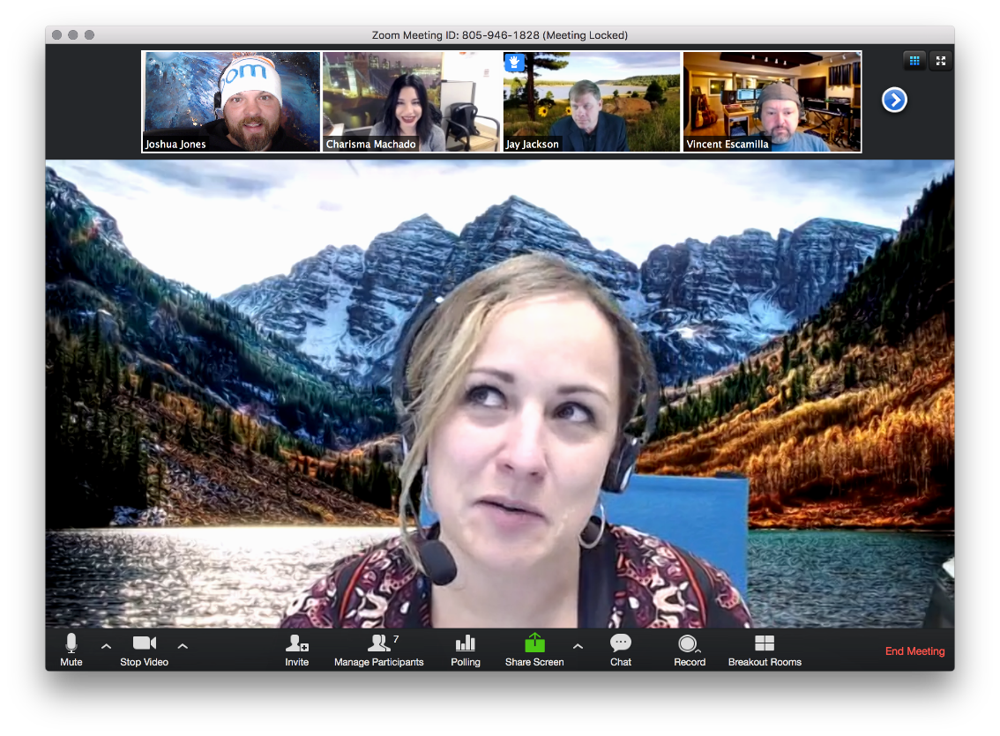 Zoom Meeting ID: 805-946-1828 (Meeting Locked)
oom
Joshua Jones
Charisma Machado
Jay Jackson
Vincent Escamilla
7
Mute
Stop Video
Invite
Manage Participants
Polling
Share Screen
Chat
Record
Breakout Rooms
End Meeting